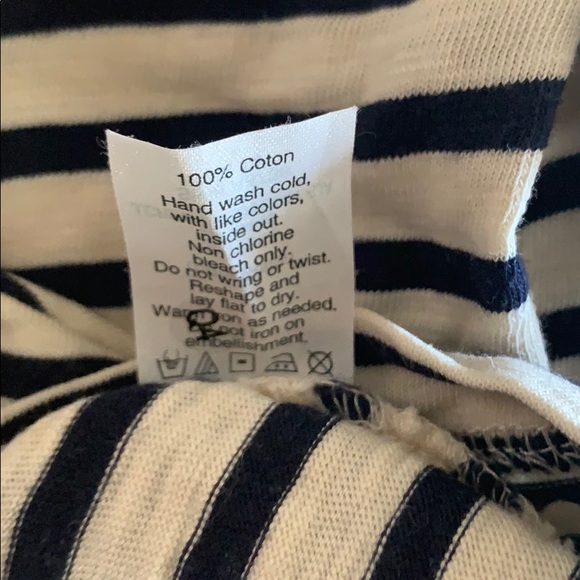 100% Coton
Hand wash cold,
with like colors,
inside out.
Non chlorine
bleach only.
Do not wring or twist.
Reshape and
lay flat to dry.
iron as needed.
not iron on
embellishment.